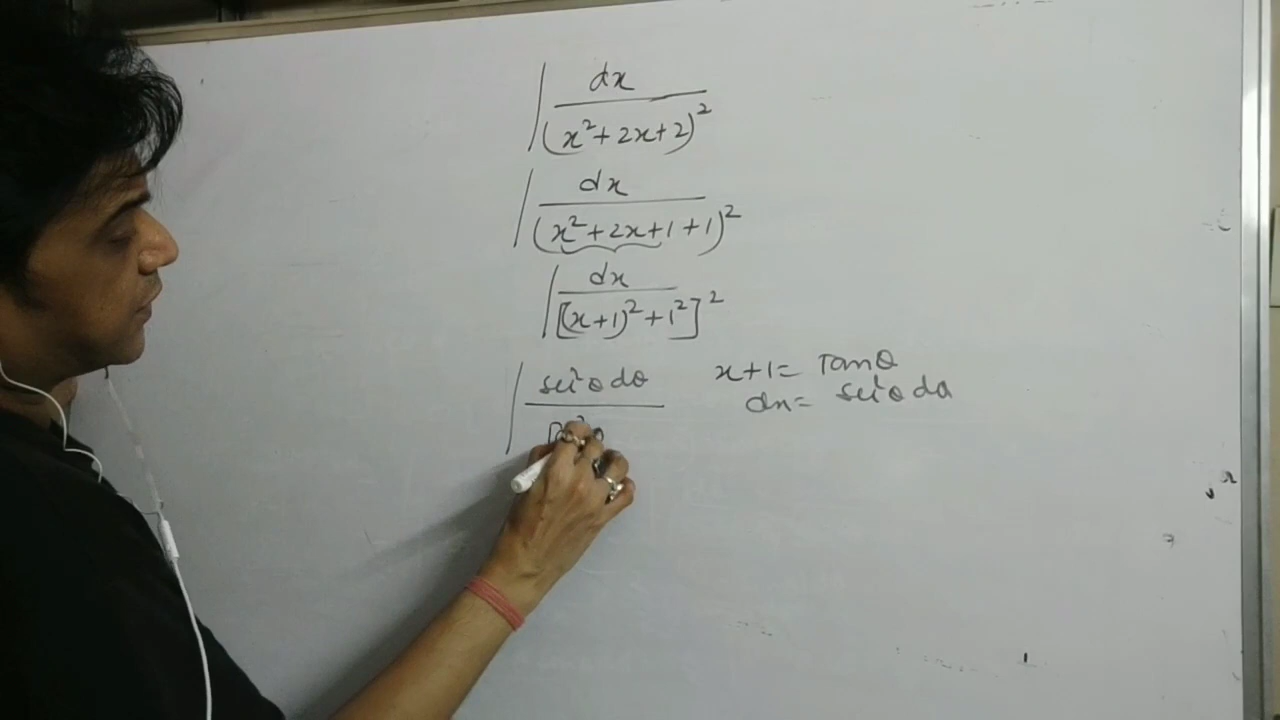 ∫ dx / (x²+2x+2)²
∫ dx / (x²+2x+1+1)²
∫ dx / [(x+1)²+1²]²
∫ sec²θ dθ /
x+1= Tanθ
dx= sec²θ dθ